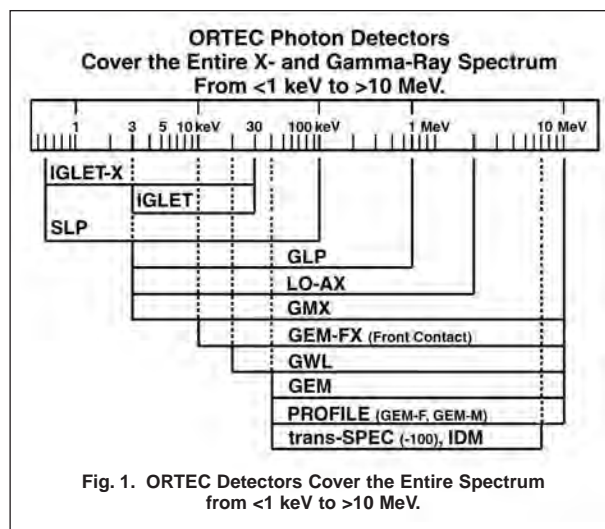 ORTEC Photon Detectors
Cover the Entire X- and Gamma-Ray Spectrum
From <1 keV to >10 MeV.
1 3 5 10 keV 30 100 keV 1 MeV 10 MeV
IGLET-X
IGLET
SLP
GLP
LO-AX
GMX
GEM-FX (Front Contact)
GWL
GEM
PROFILE (GEM-F, GEM-M)
trans-SPEC (-100), IDM
Fig. 1. ORTEC Detectors Cover the Entire Spectrum
from <1 keV to >10 MeV.